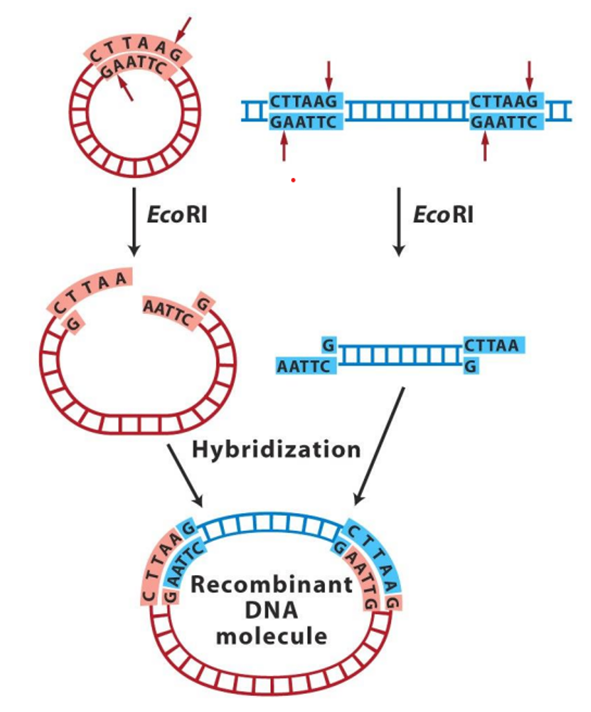 CTTAAG
GAATTC
CTTAAG
GAATTC
CTTAAG
GAATTC
EcoRI
EcoRI
CTTAA
G
AATTC
G
G
AATTC
CTTAA
G
Hybridization
CTTAAG
GAATTC
CTTAAG
GAATTG
Recombinant
DNA
molecule